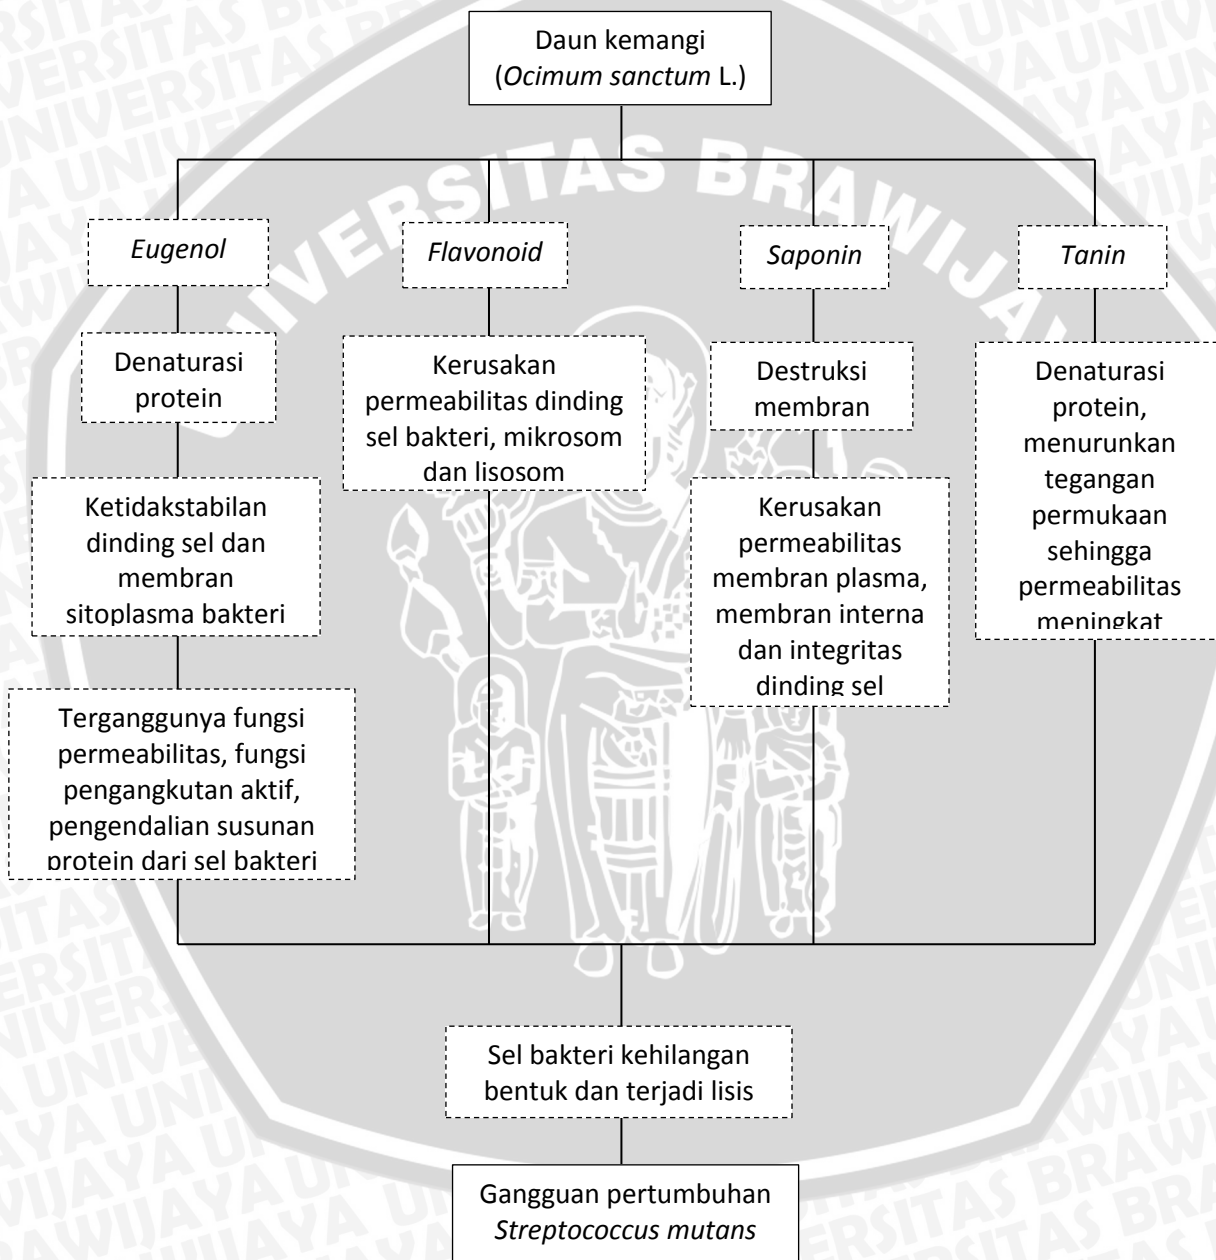 Daun kemangi
(Ocimum sanctum L.)
UNIVERSITAS BRAWIJAYA
Eugenol
Flavonoid
Saponin
Tanin
Denaturasi
protein
Kerusakan
permeabilitas dinding
sel bakteri, mikrosom
dan lisosom
Destruksi
membran
Denaturasi
protein,
menurunkan
tegangan
permukaan
sehingga
permeabilitas
meningkat
Ketidakstabilan
dinding sel dan
membran
sitoplasma bakteri
Kerusakan
permeabilitas
membran plasma,
membran interna
dan integritas
dinding sel
Terganggunya fungsi
permeabilitas, fungsi
pengangkutan aktif,
pengendalian susunan
protein dari sel bakteri
Sel bakteri kehilangan
bentuk dan terjadi lisis
Gangguan pertumbuhan
Streptococcus mutans